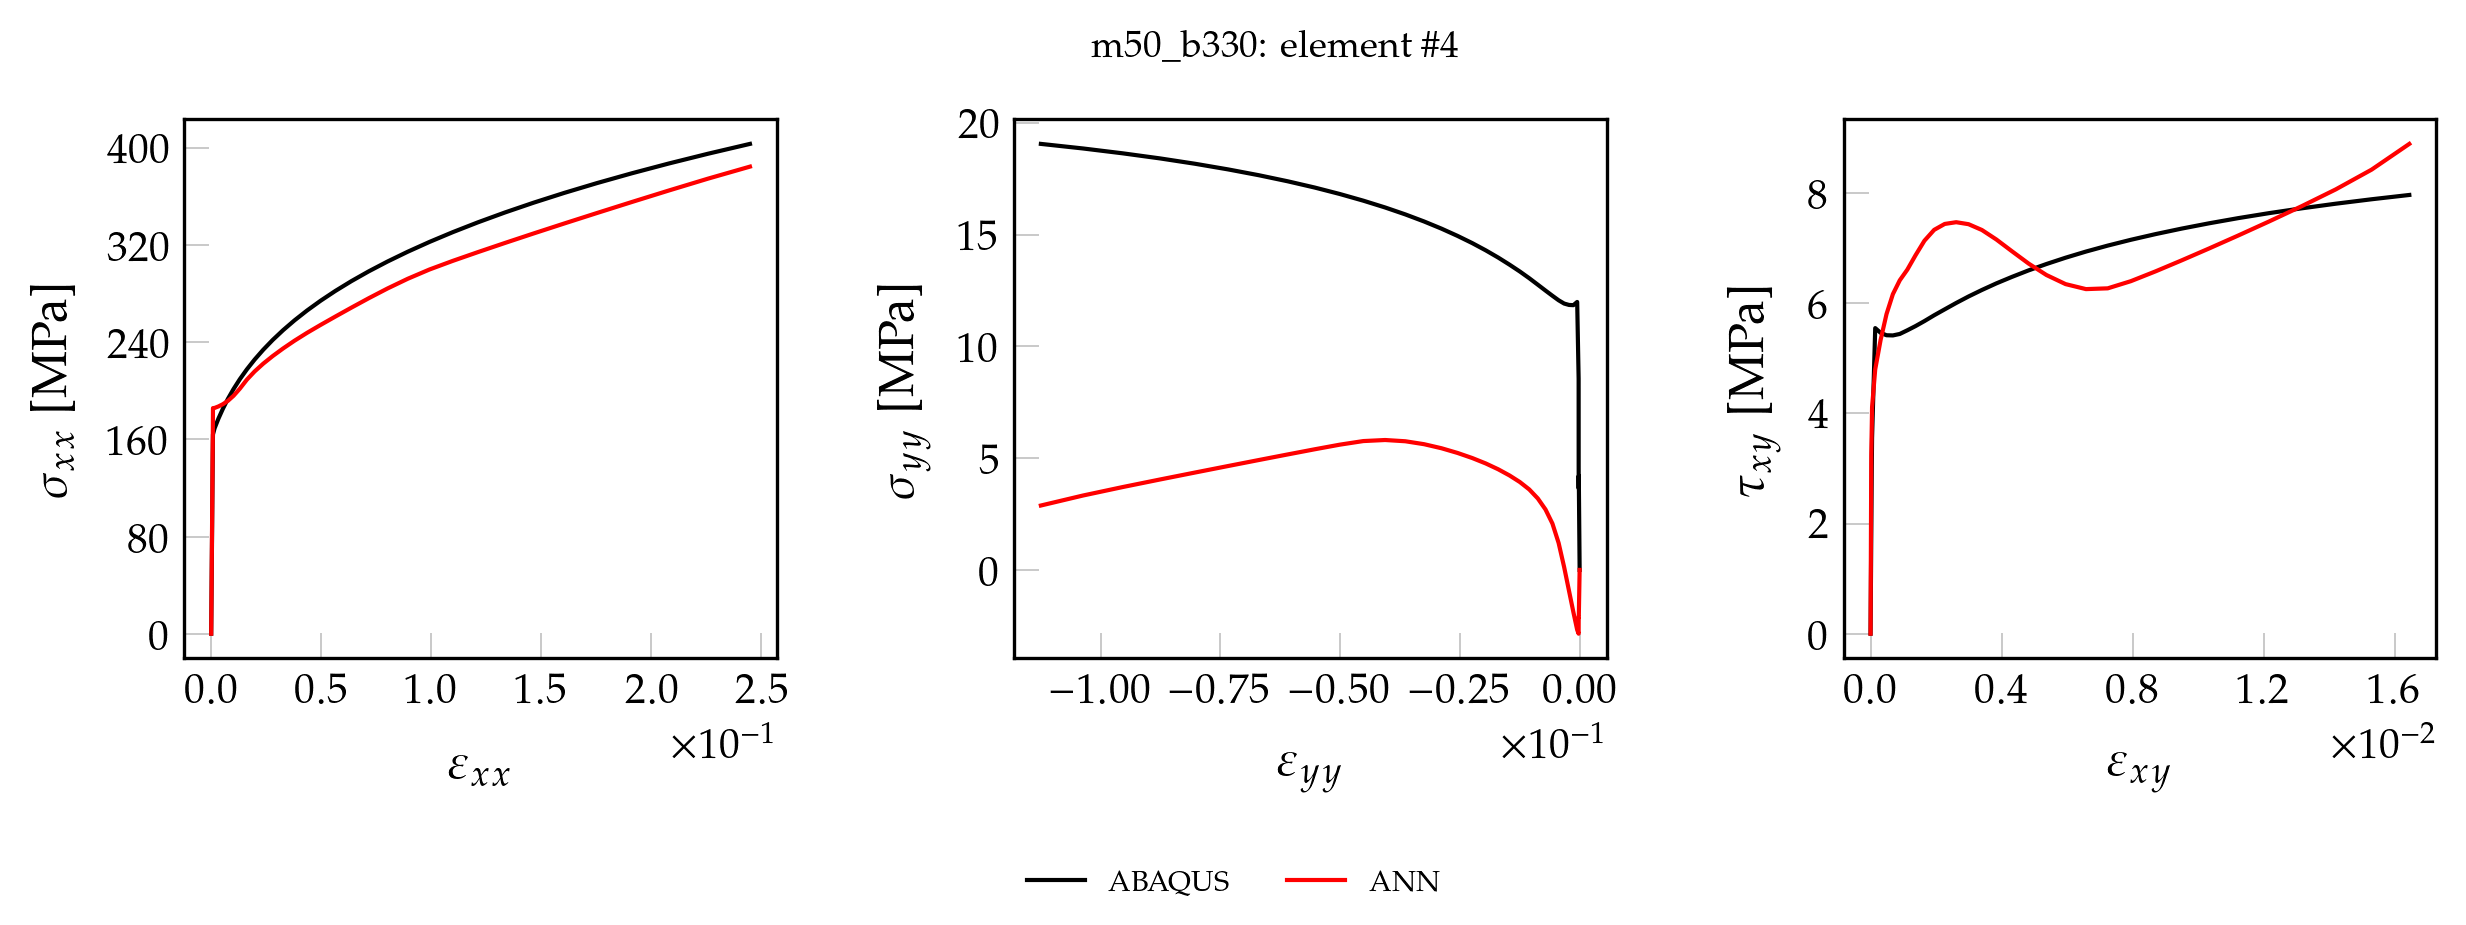 m50_b330: element #4
σxx [MPa]
400
320
240
160
80
0
0.0 0.5 1.0 1.5 2.0 2.5
×10⁻¹
εxx
σyy [MPa]
20
15
10
5
0
−1.00 −0.75 −0.50 −0.25 0.00
×10⁻¹
εyy
τxy [MPa]
8
6
4
2
0
0.0 0.4 0.8 1.2 1.6
×10⁻²
εxy
ABAQUS ANN